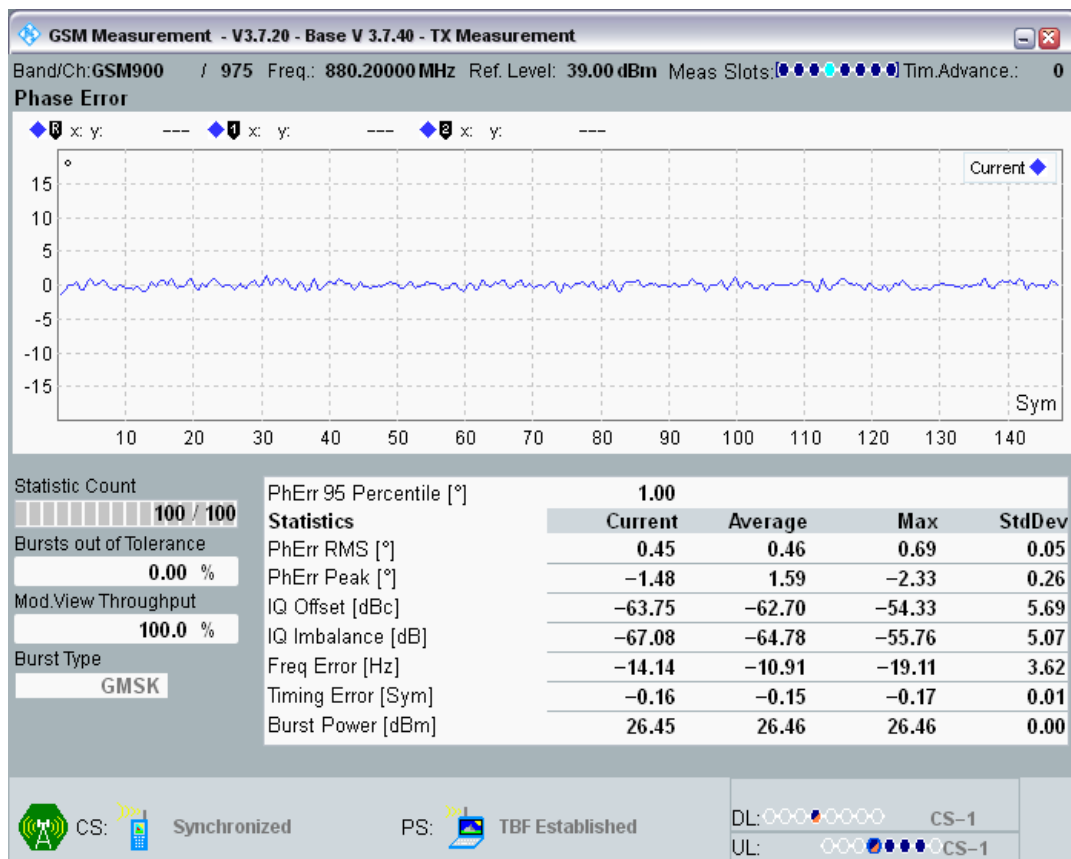 GSM Measurement - V3.7.20 - Base V 3.7.40 - TX Measurement
Band/Ch:GSM900 / 975 Freq.: 880.20000 MHz Ref. Level: 39.00 dBm Meas Slots: Tim.Advance.: 0
Phase Error
R x: y: --- 1 x: y: --- 2 x: y: ---
° Current
15
10
5
0
-5
-10
-15
Sym
10 20 30 40 50 60 70 80 90 100 110 120 130 140
Statistic Count
100 / 100
Bursts out of Tolerance
0.00 %
Mod.View Throughput
100.0 %
Burst Type
GMSK
PhErr 95 Percentile [°] 1.00
Statistics Current Average Max StdDev
PhErr RMS [°] 0.45 0.46 0.69 0.05
PhErr Peak [°] −1.48 1.59 −2.33 0.26
IQ Offset [dBc] −63.75 −62.70 −54.33 5.69
IQ Imbalance [dB] −67.08 −64.78 −55.76 5.07
Freq Error [Hz] −14.14 −10.91 −19.11 3.62
Timing Error [Sym] −0.16 −0.15 −0.17 0.01
Burst Power [dBm] 26.45 26.46 26.46 0.00
CS: Synchronized PS: TBF Established
DL: CS−1
UL: CS−1